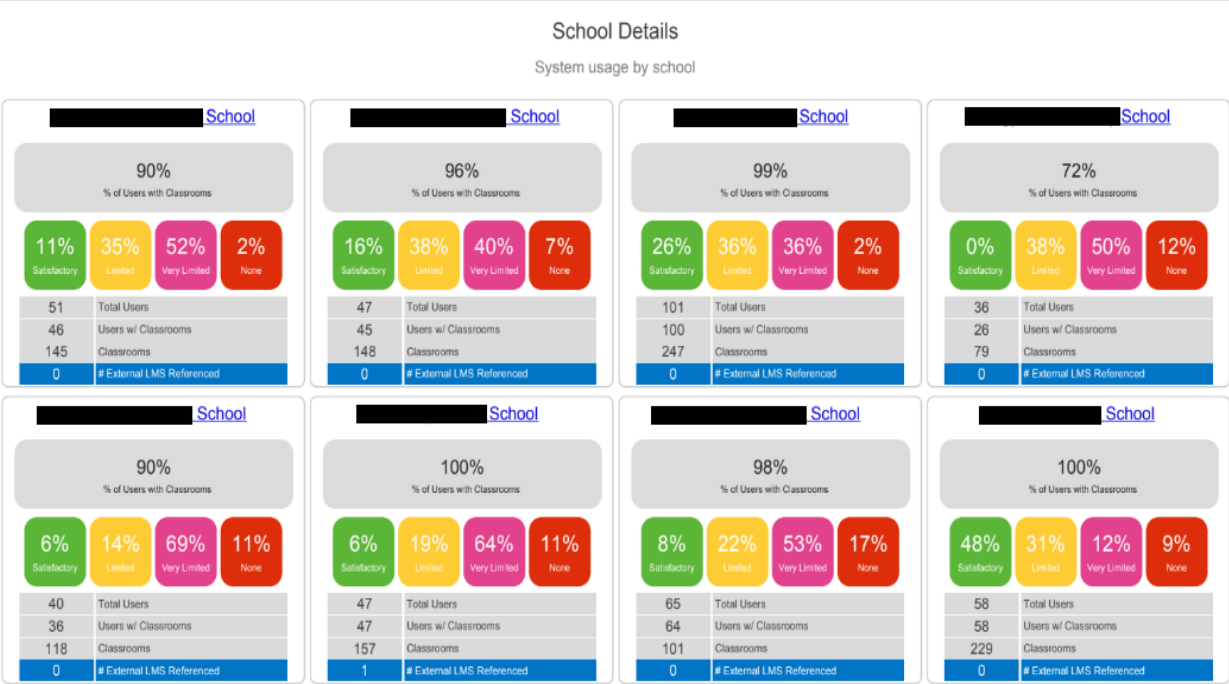 School Details
System usage by school
School
90%
% of Users with Classrooms
11% 35% 52% 2%
Satisfactory Limited Very Limited None
51 Total Users
46 Users w/ Classrooms
145 Classrooms
0 # External LMS Referenced
School
96%
% of Users with Classrooms
16% 38% 40% 7%
Satisfactory Limited Very Limited None
47 Total Users
45 Users w/ Classrooms
148 Classrooms
0 # External LMS Referenced
School
99%
% of Users with Classrooms
26% 36% 36% 2%
Satisfactory Limited Very Limited None
101 Total Users
100 Users w/ Classrooms
247 Classrooms
0 # External LMS Referenced
School
72%
% of Users with Classrooms
0% 38% 50% 12%
Satisfactory Limited Very Limited None
36 Total Users
26 Users w/ Classrooms
79 Classrooms
0 # External LMS Referenced
School
90%
% of Users with Classrooms
6% 14% 69% 11%
Satisfactory Limited Very Limited None
40 Total Users
36 Users w/ Classrooms
118 Classrooms
0 # External LMS Referenced
School
100%
% of Users with Classrooms
6% 19% 64% 11%
Satisfactory Limited Very Limited None
47 Total Users
47 Users w/ Classrooms
157 Classrooms
1 # External LMS Referenced
School
98%
% of Users with Classrooms
8% 22% 53% 17%
Satisfactory Limited Very Limited None
65 Total Users
64 Users w/ Classrooms
101 Classrooms
0 # External LMS Referenced
School
100%
% of Users with Classrooms
48% 31% 12% 9%
Satisfactory Limited Very Limited None
58 Total Users
58 Users w/ Classrooms
229 Classrooms
0 # External LMS Referenced